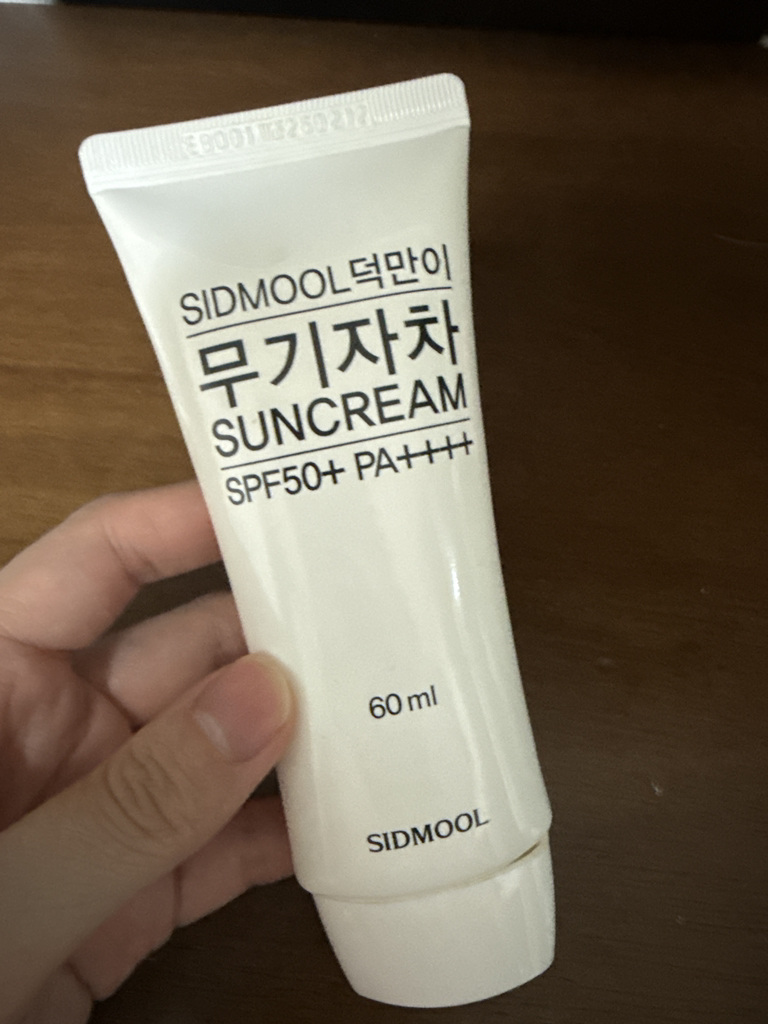 SIDMOOL덕만이
무기자차
SUNCREAM
SPF50+ PA++++
60 ml
SIDMOOL